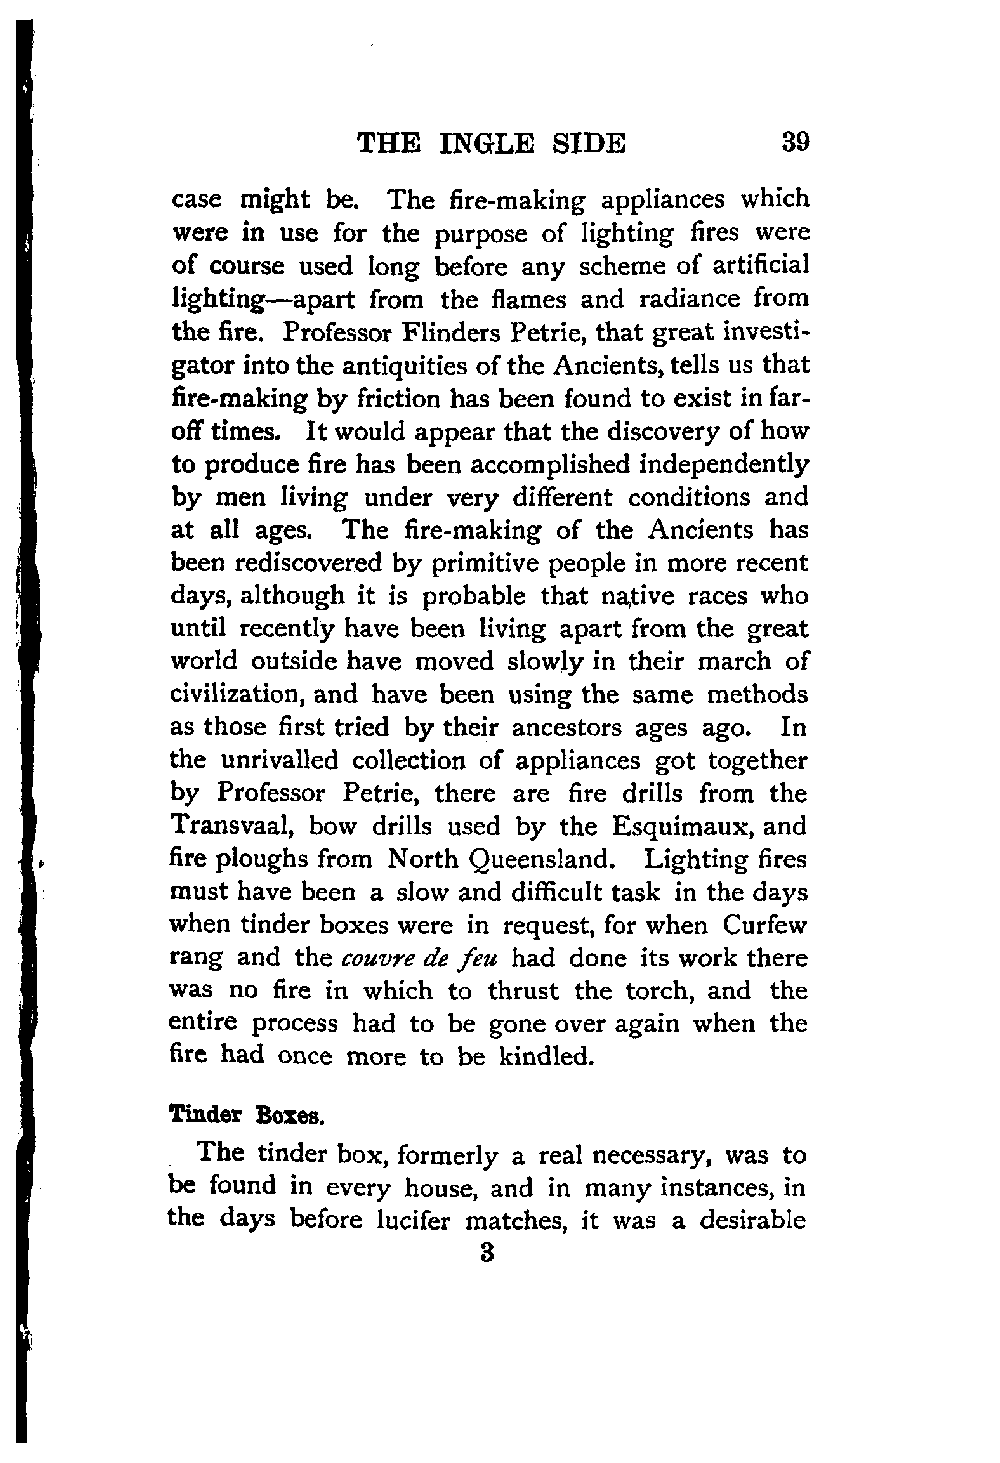 THE INGLE SIDE 39
case might be. The fire-making appliances which
were in use for the purpose of lighting fires were
of course used long before any scheme of artificial
lighting—apart from the flames and radiance from
the fire. Professor Flinders Petrie, that great investi-
gator into the antiquities of the Ancients, tells us that
fire-making by friction has been found to exist in far-
off times. It would appear that the discovery of how
to produce fire has been accomplished independently
by men living under very different conditions and
at all ages. The fire-making of the Ancients has
been rediscovered by primitive people in more recent
days, although it is probable that native races who
until recently have been living apart from the great
world outside have moved slowly in their march of
civilization, and have been using the same methods
as those first tried by their ancestors ages ago. In
the unrivalled collection of appliances got together
by Professor Petrie, there are fire drills from the
Transvaal, bow drills used by the Esquimaux, and
fire ploughs from North Queensland. Lighting fires
must have been a slow and difficult task in the days
when tinder boxes were in request, for when Curfew
rang and the couvre de feu had done its work there
was no fire in which to thrust the torch, and the
entire process had to be gone over again when the
fire had once more to be kindled.
Tinder Boxes.
The tinder box, formerly a real necessary, was to
be found in every house, and in many instances, in
the days before lucifer matches, it was a desirable
3